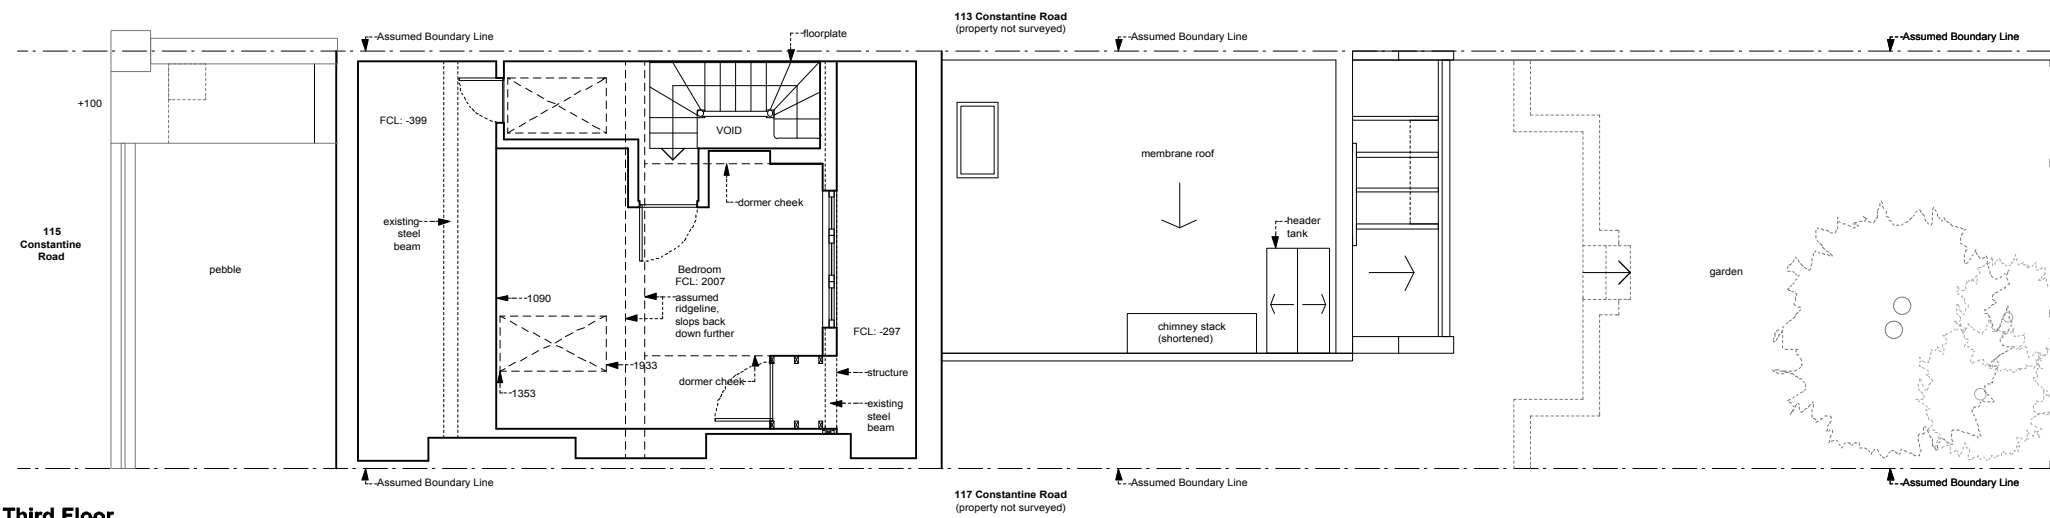 113 Constantine Road
(property not surveyed)
Assumed Boundary Line
floorplate
Assumed Boundary Line
Assumed Boundary Line
+100
FCL: -399
VOID
membrane roof
dormer cheek
existing
steel
beam
header
tank
115
Constantine
Road
pebble
Bedroom
FCL: 2007
garden
1090
assumed
ridgeline,
slops back
down further
FCL: -297
chimney stack
(shortened)
1933
structure
dormer cheek
1353
existing
steel
beam
Assumed Boundary Line
Assumed Boundary Line
Assumed Boundary Line
117 Constantine Road
(property not surveyed)
Third Floor